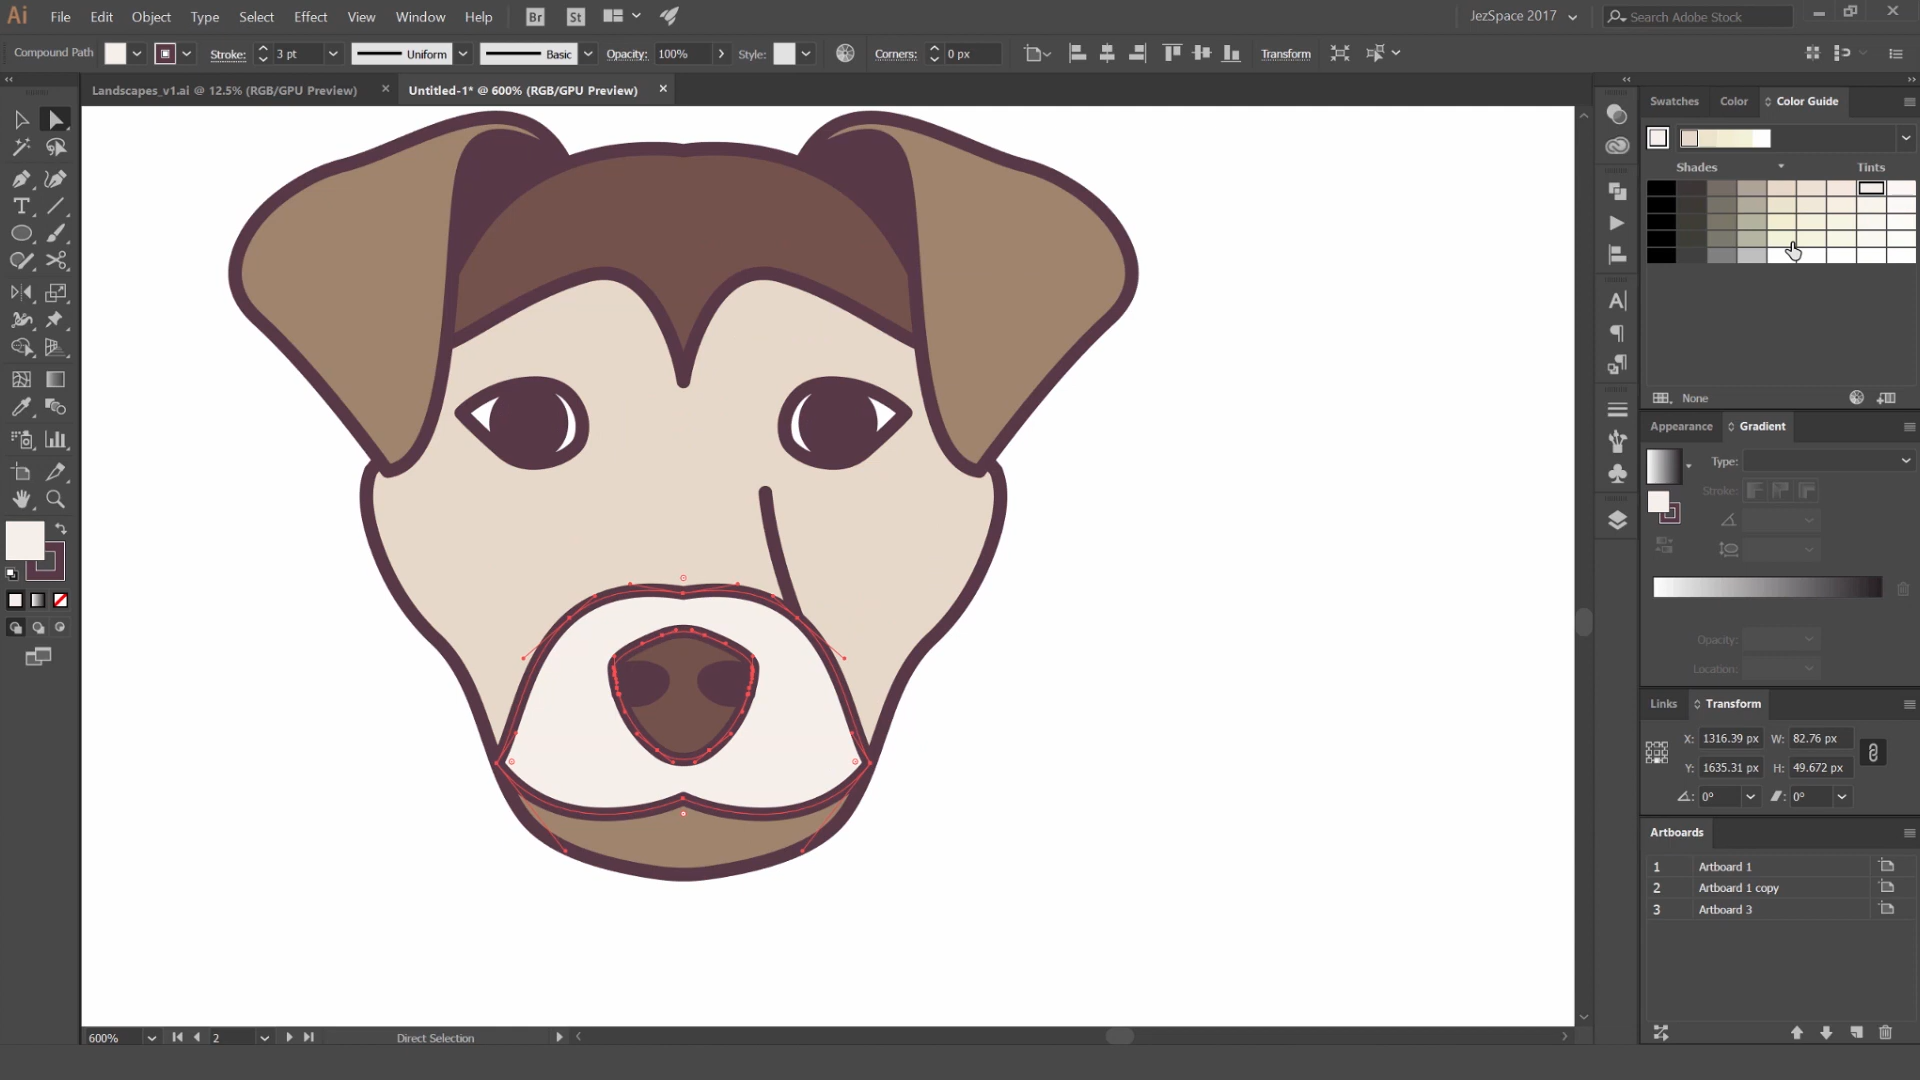 Ai File Edit Object Type Select Effect View Window Help Br St JezSpace 2017 Search Adobe Stock
Compound Path Stroke: 3 pt Uniform Basic Opacity: 100% Style: Corners: 0 px Transform
Landscapes_v1.ai @ 12.5% (RGB/GPU Preview) × Untitled-1* @ 600% (RGB/GPU Preview) ×
Swatches Color Color Guide
Shades Tints
None
Appearance Gradient
Type:
Stroke:
Opacity:
Location:
Links Transform
X: 1316.39 px W: 82.76 px
Y: 1635.31 px H: 49.672 px
0° 0°
Artboards
1 Artboard 1
2 Artboard 1 copy
3 Artboard 3
600% 2 Direct Selection